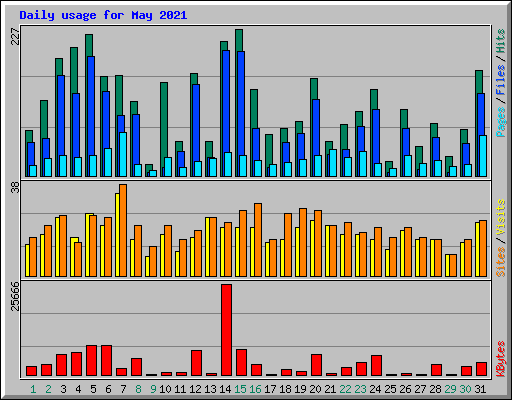 Daily usage for May 2021
227
Pages / Files / Hits
38
Sites / Visits
25666
KBytes
1 2 3 4 5 6 7 8 9 10 11 12 13 14 15 16 17 18 19 20 21 22 23 24 25 26 27 28 29 30 31